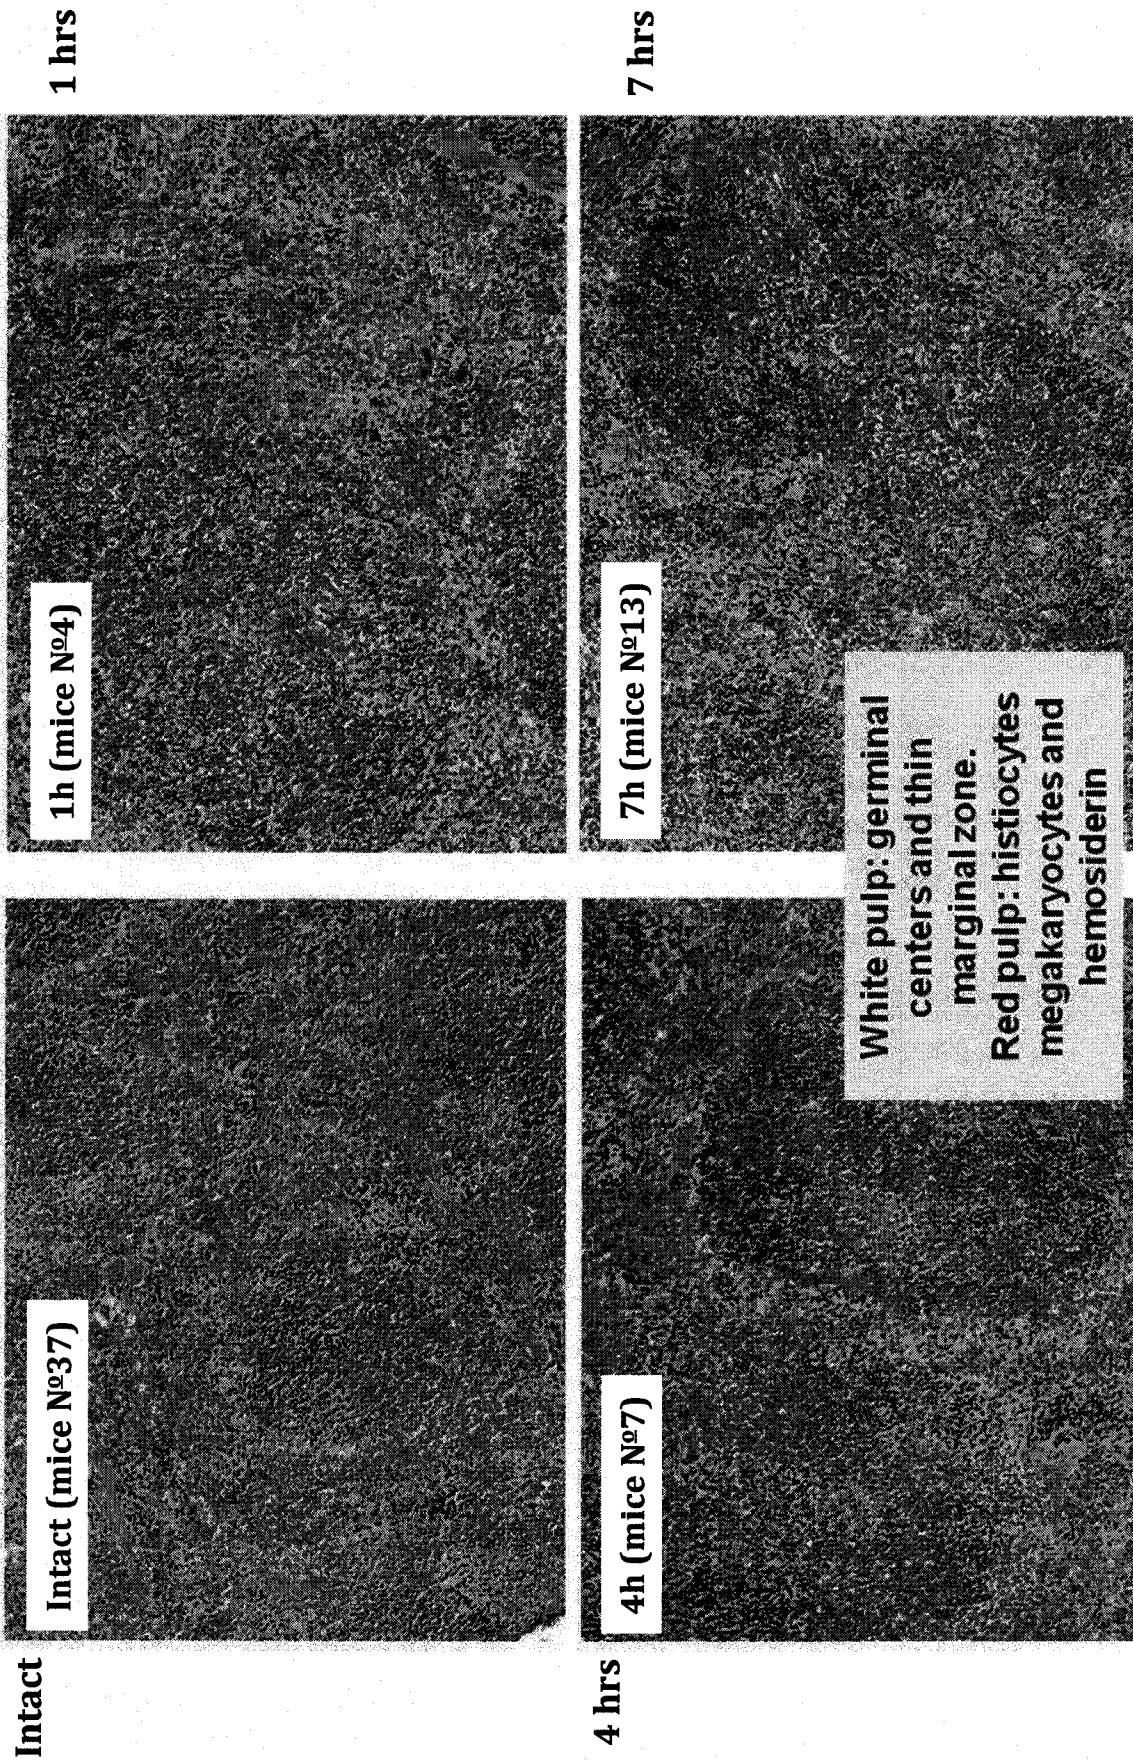 Intact
Intact (mice №37)
1h (mice №4)
1 hrs
4 hrs
4h (mice №7)
7h (mice №13)
7 hrs
White pulp: germinal
centers and thin
marginal zone.
Red pulp: histiocytes
megakaryocytes and
hemosiderin